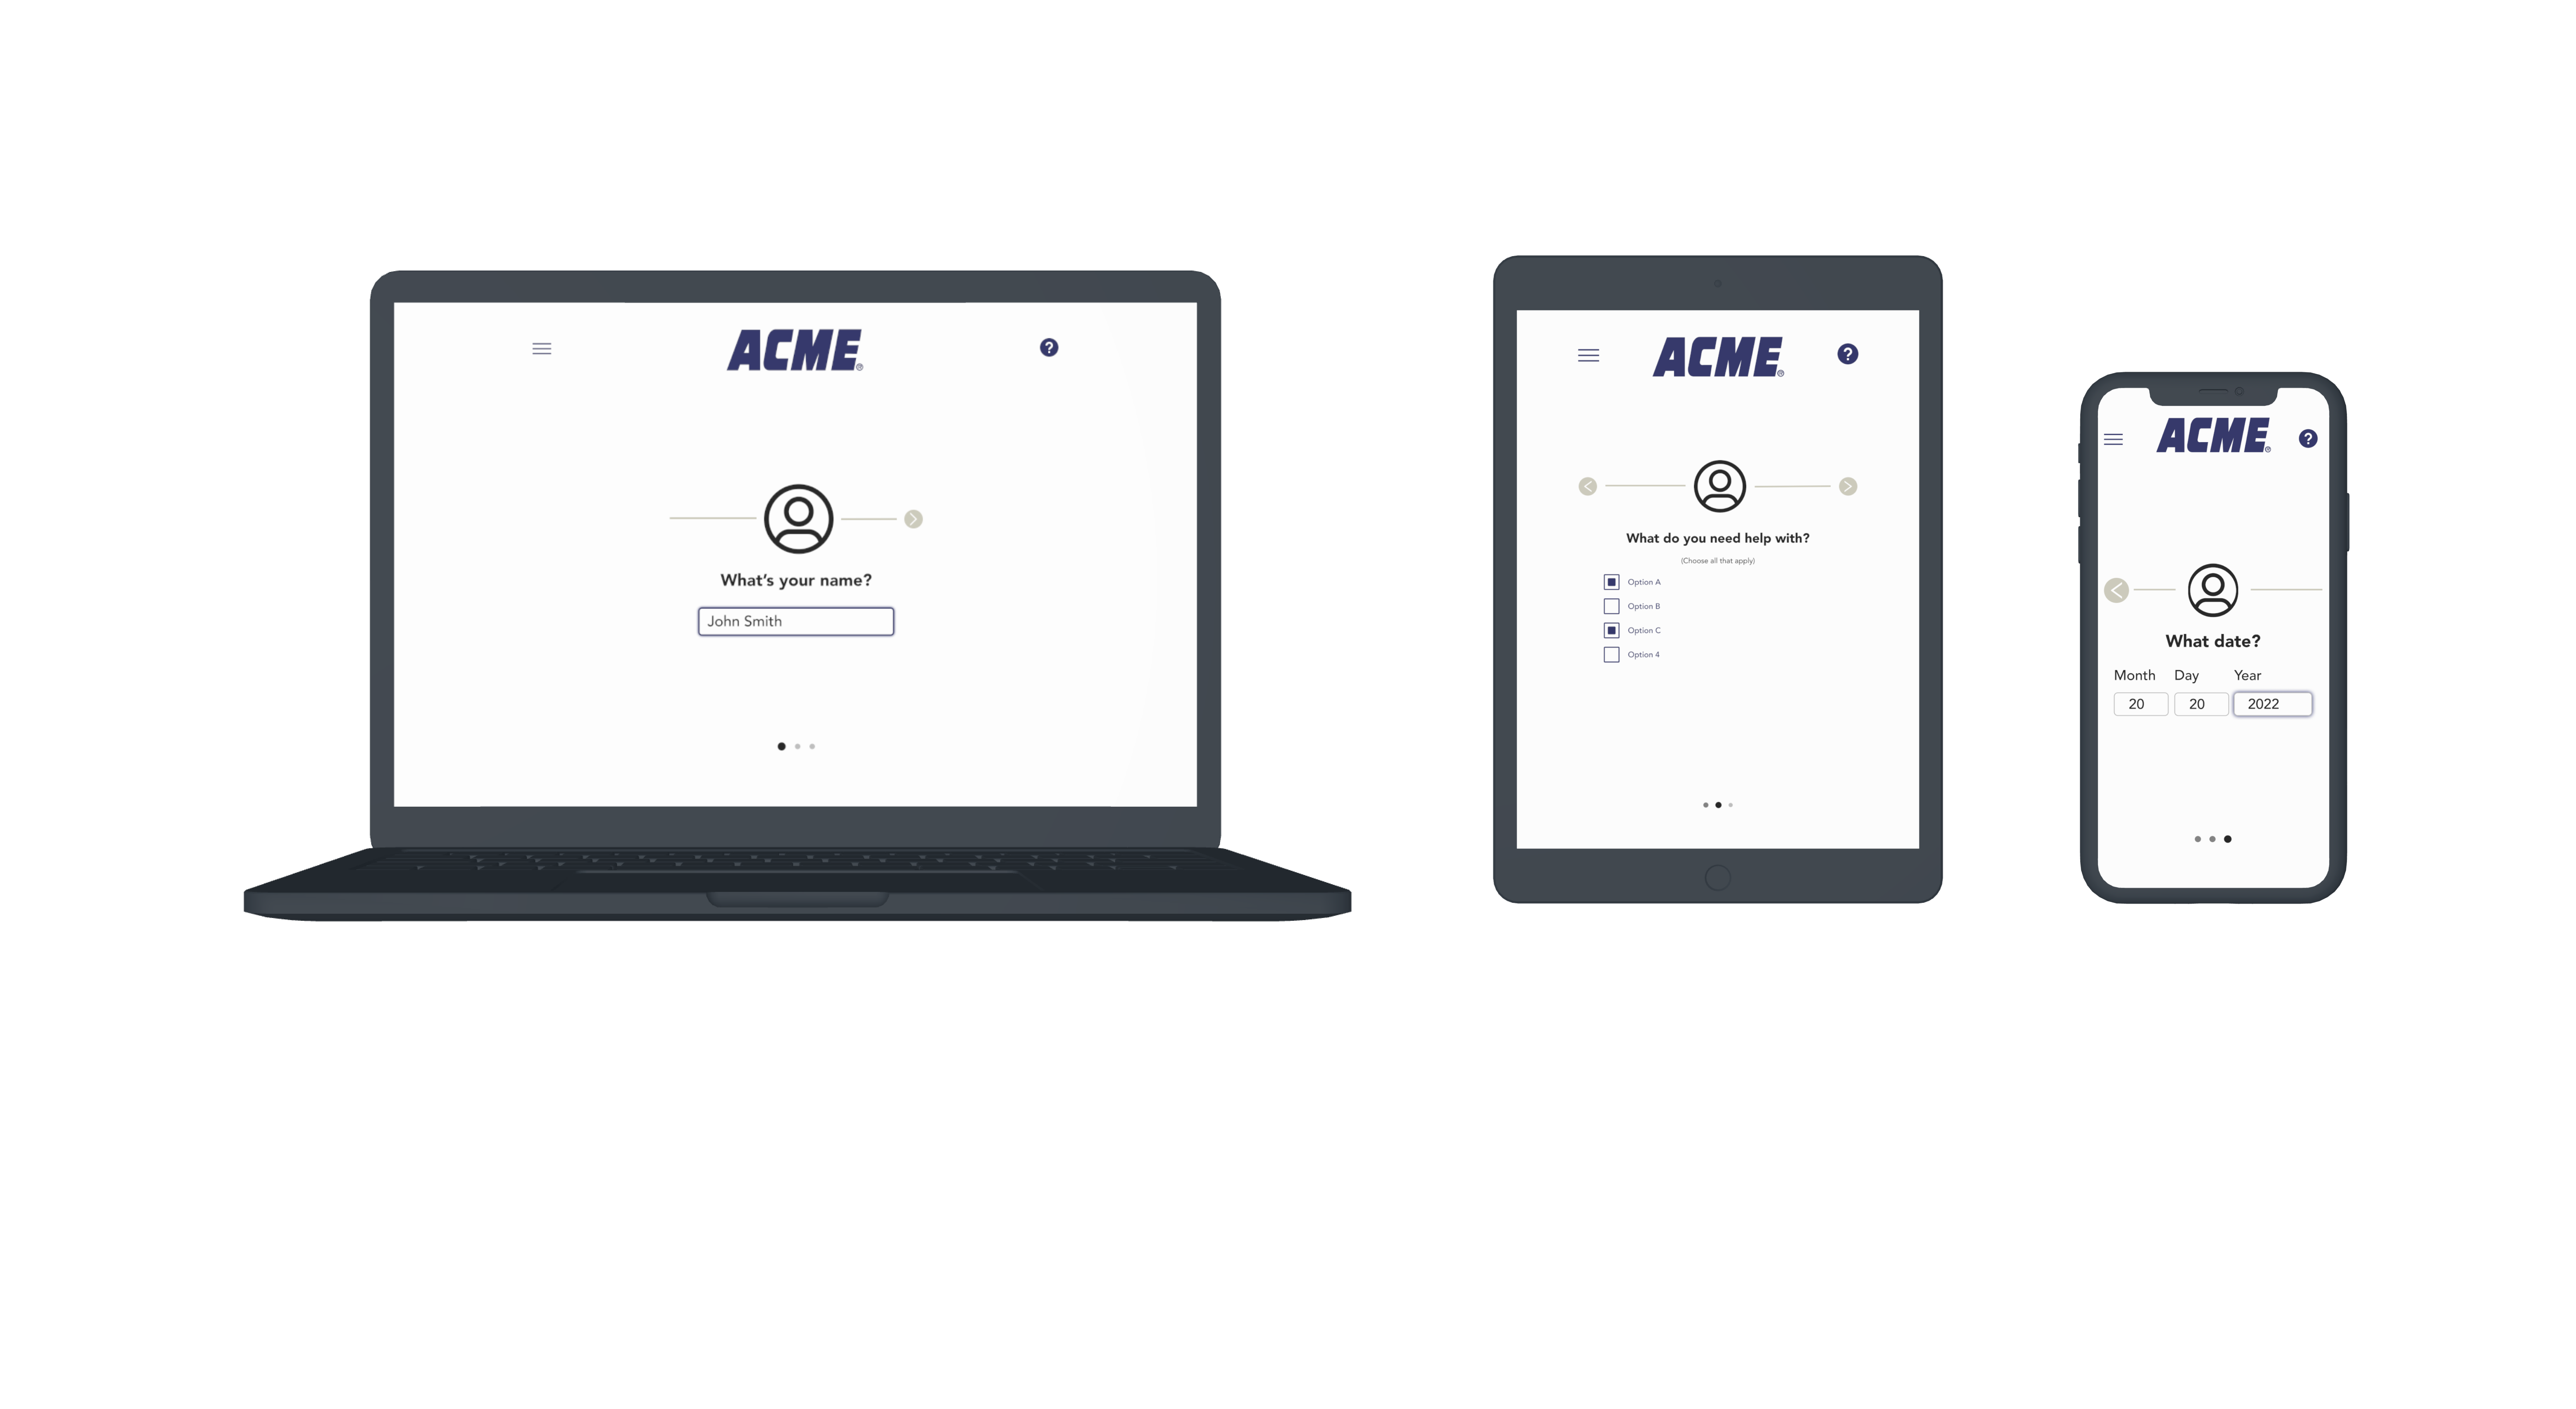 ACME®
?
What's your name?
John Smith
ACME®
?
What do you need help with?
(Choose all that apply)
Option A
Option B
Option C
Option 4
ACME®
?
What date?
Month Day Year
20 20 2022